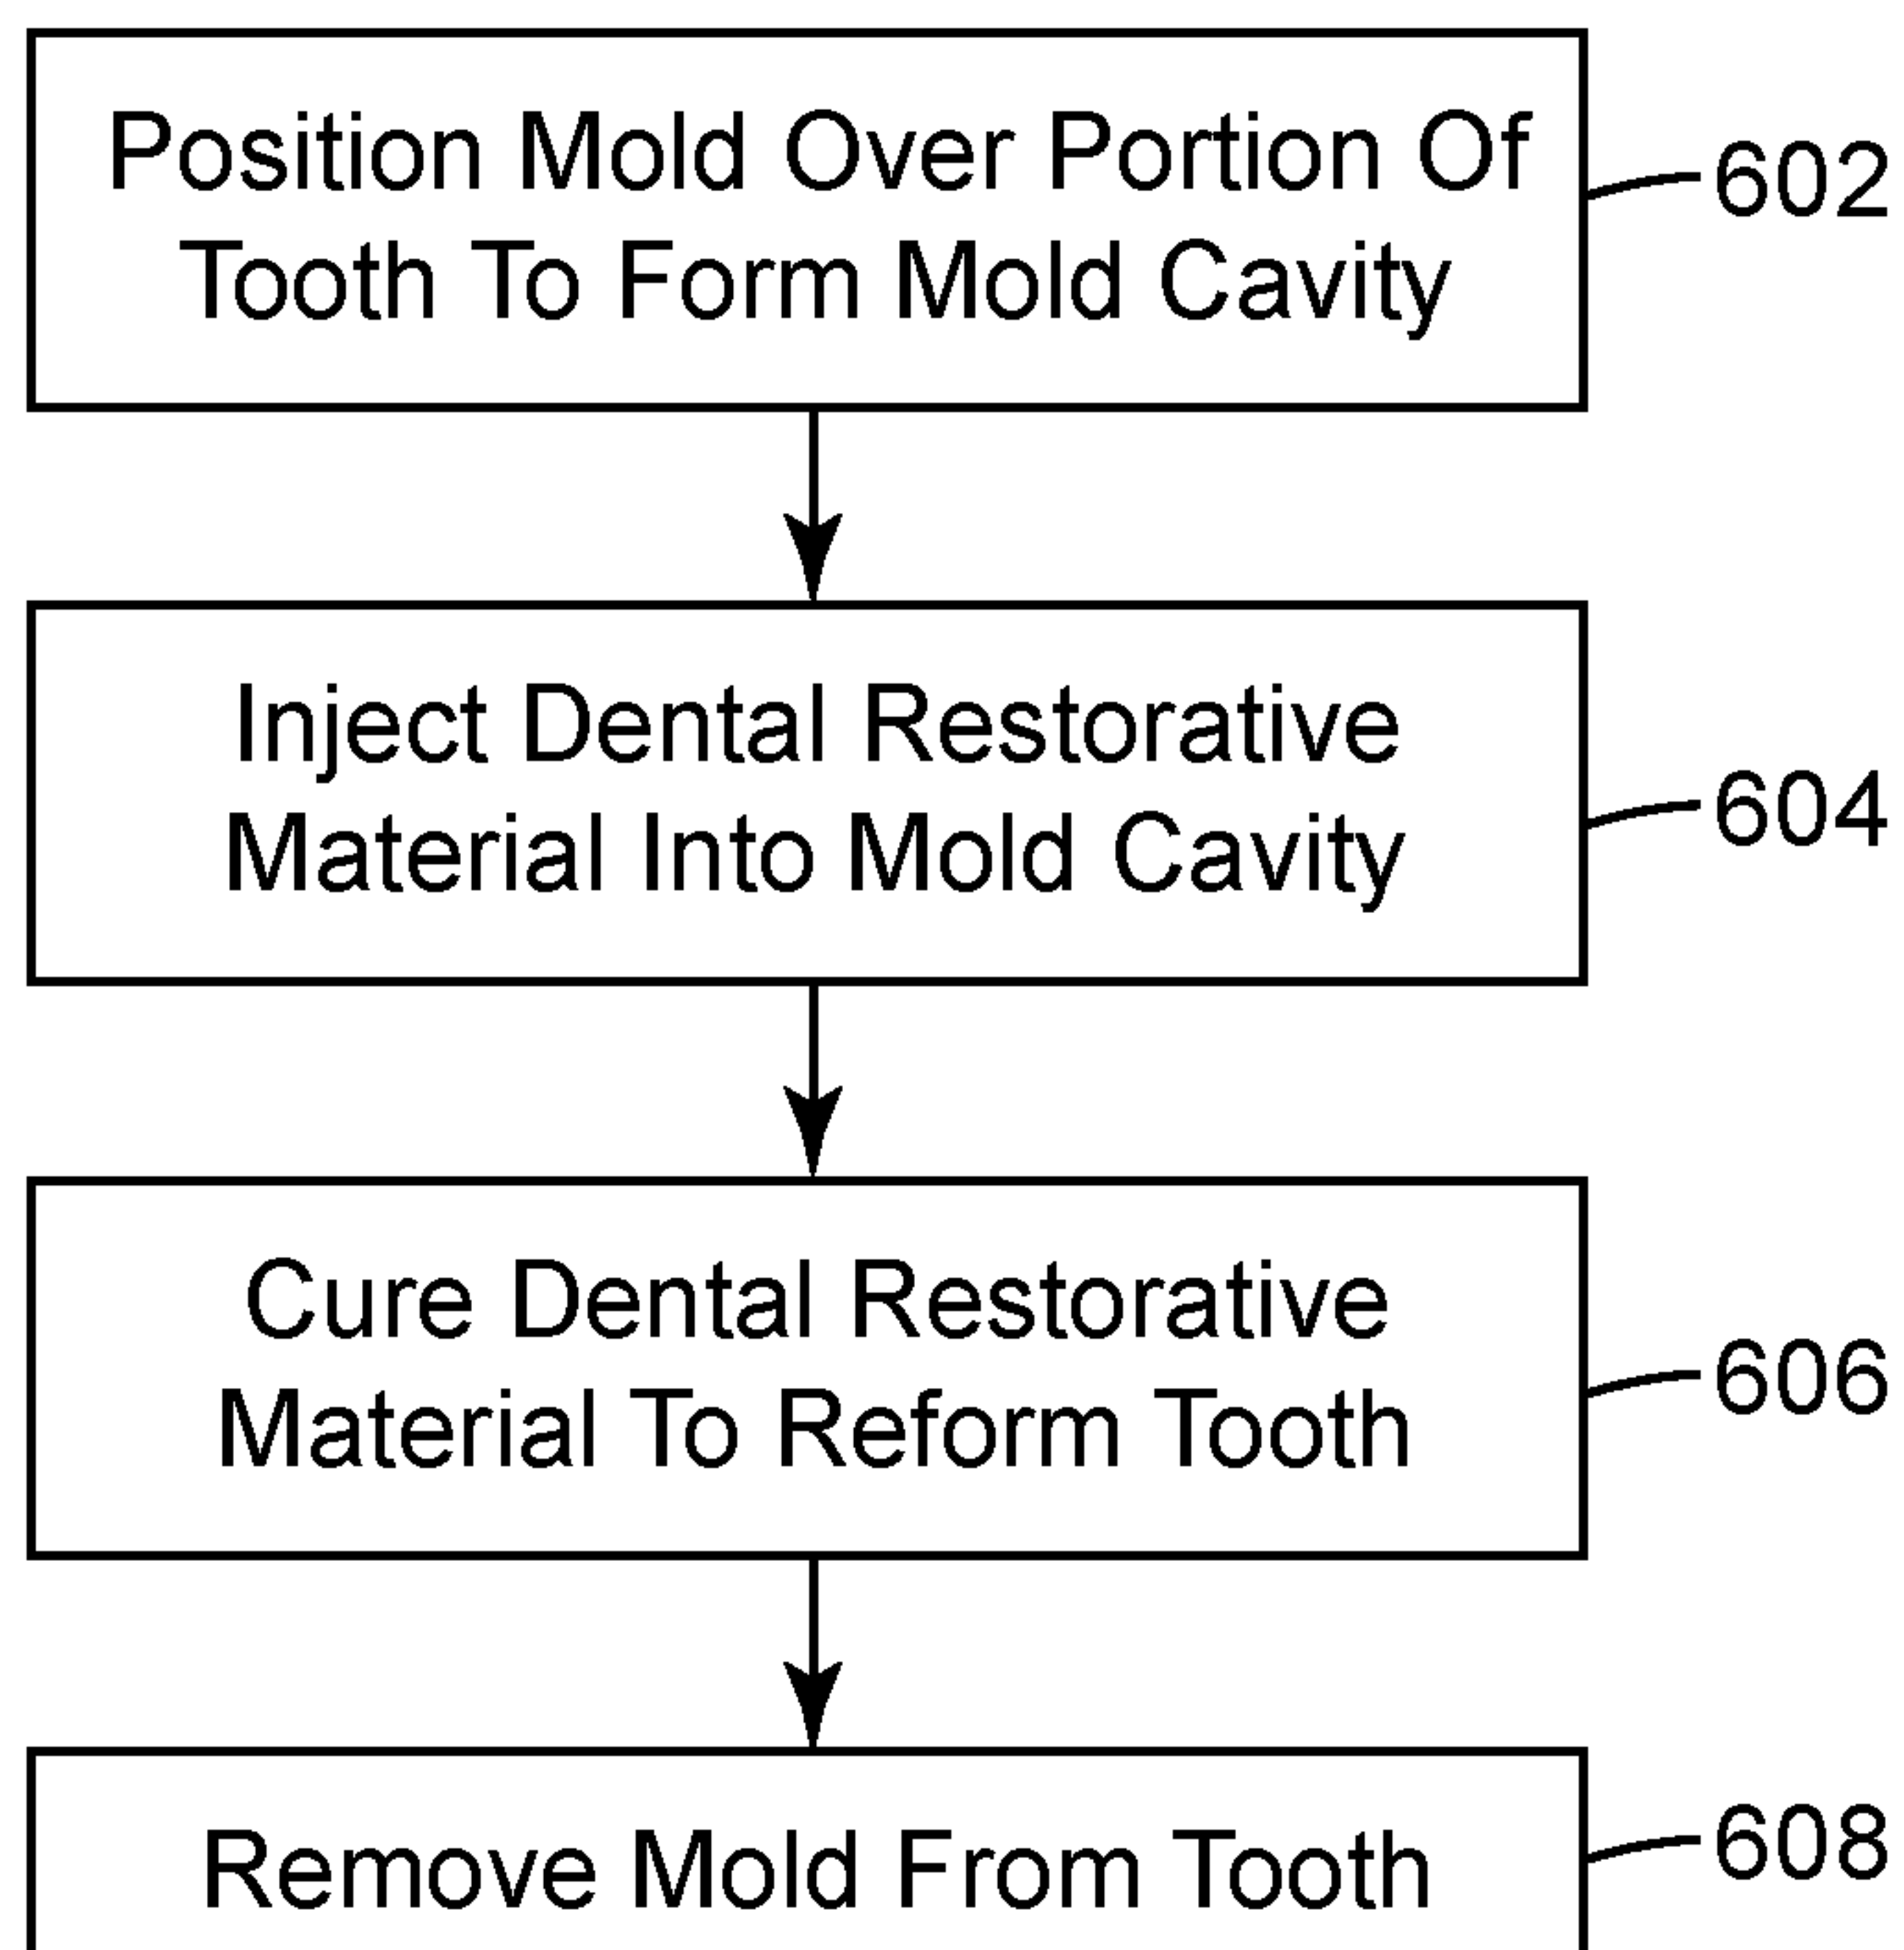 Position Mold Over Portion Of
Tooth To Form Mold Cavity
602
Inject Dental Restorative
Material Into Mold Cavity
604
Cure Dental Restorative
Material To Reform Tooth
606
Remove Mold From Tooth
608